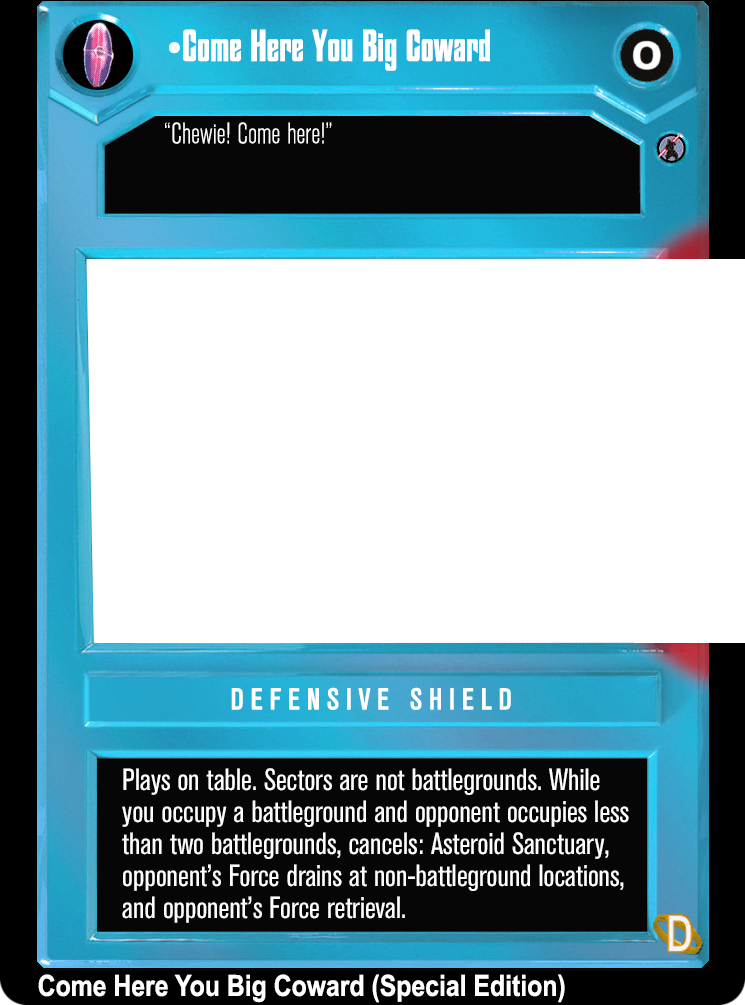 •Come Here You Big Coward
O
“Chewie! Come here!”
DEFENSIVE SHIELD
Plays on table. Sectors are not battlegrounds. While
you occupy a battleground and opponent occupies less
than two battlegrounds, cancels: Asteroid Sanctuary,
opponent’s Force drains at non-battleground locations,
and opponent’s Force retrieval.
D
Come Here You Big Coward (Special Edition)